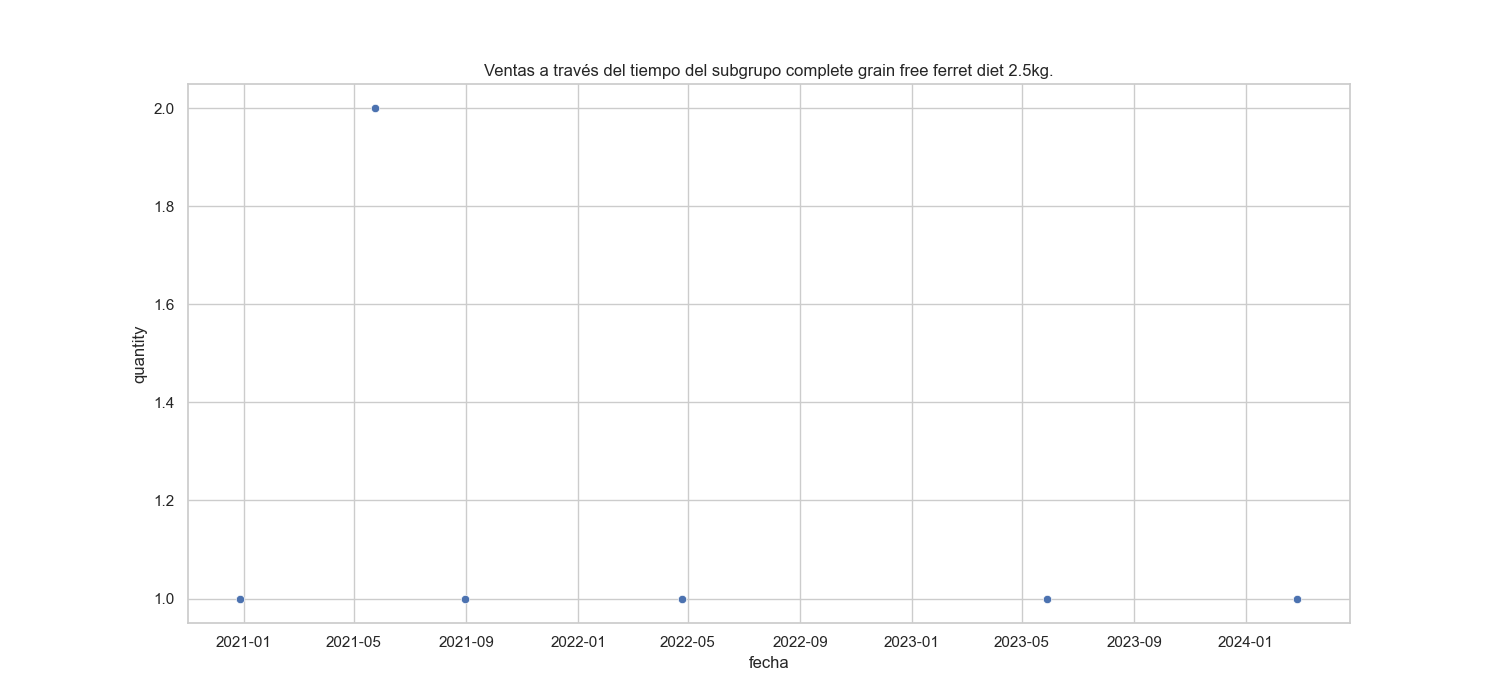 Ventas a través del tiempo del subgrupo complete grain free ferret diet 2.5kg.
2.0
1.8
1.6
1.4
1.2
1.0
quantity
2021-01 2021-05 2021-09 2022-01 2022-05 2022-09 2023-01 2023-05 2023-09 2024-01
fecha